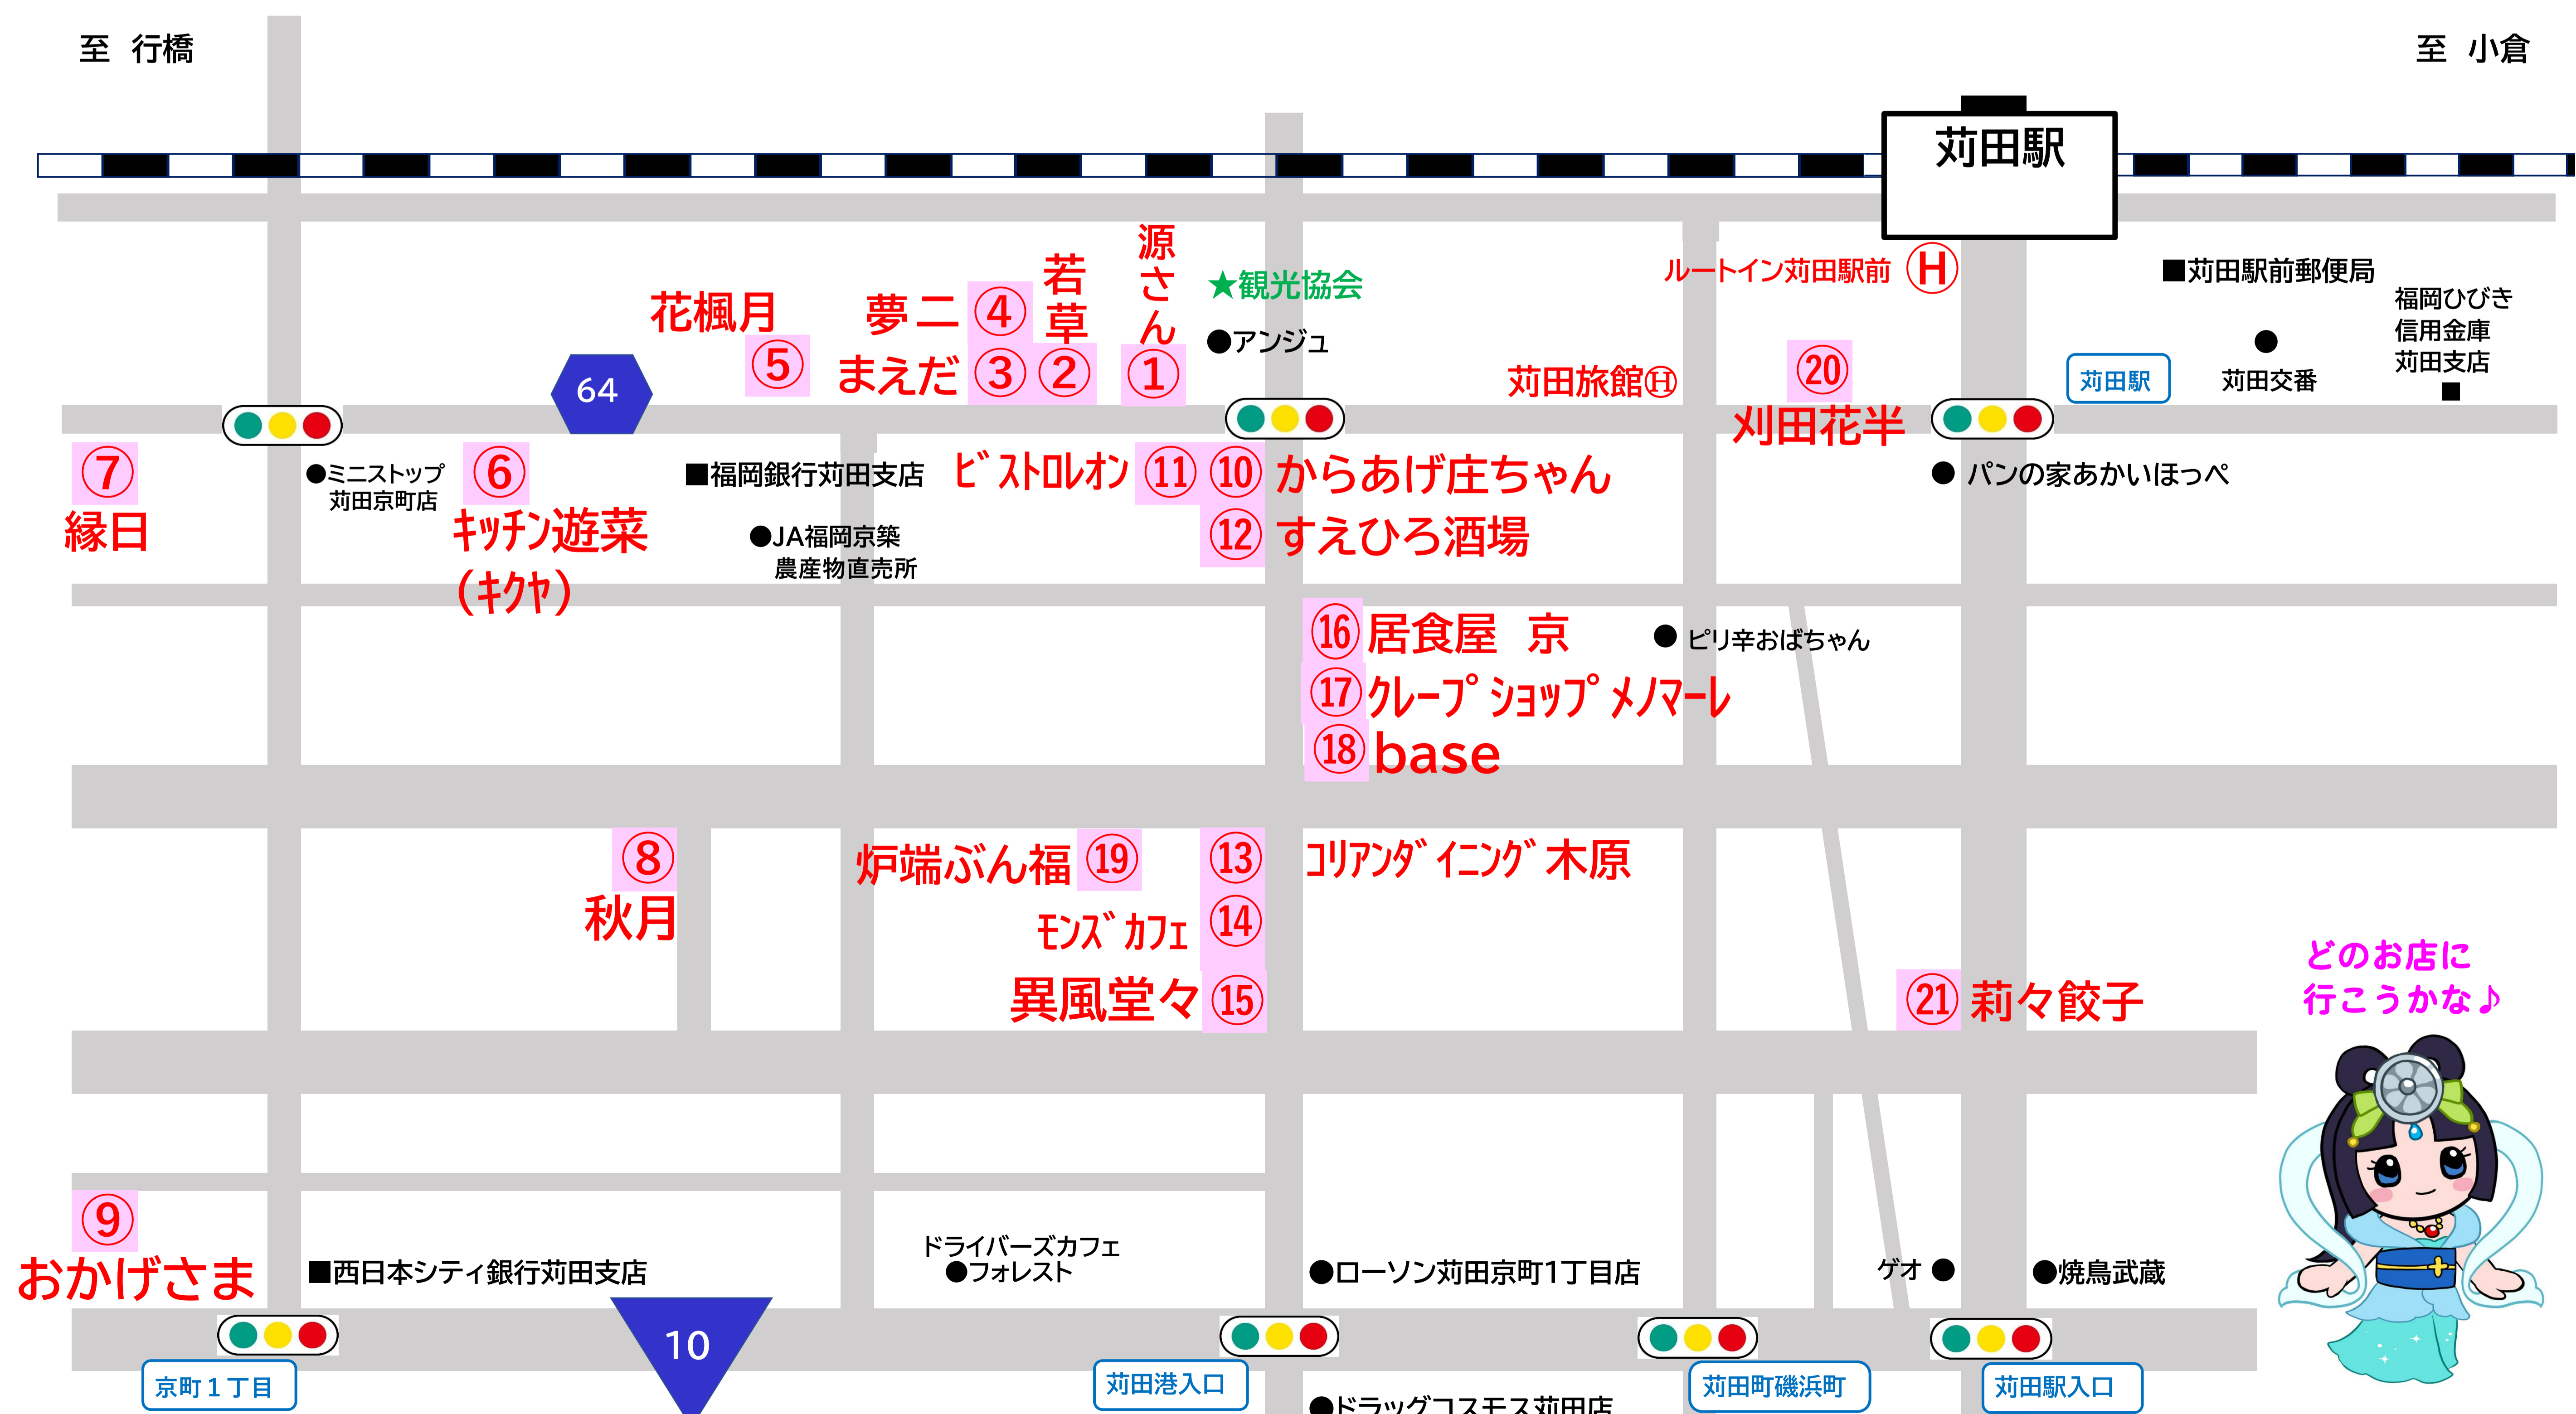 至 行橋
至 小倉
苅田駅
源さん
①
若草
②
夢二 ④
まえだ ③
花楓月
⑤
★観光協会
●アンジュ
ルートイン苅田駅前 Ⓗ
■苅田駅前郵便局
福岡ひびき
信用金庫
苅田支店
■
●
苅田交番
苅田駅
苅田旅館Ⓗ
⑳
刈田花半
64
⑦
縁日
●ミニストップ
苅田京町店
⑥
ｷｯﾁﾝ遊菜
（ｷｸﾔ）
■福岡銀行苅田支店
●JA福岡京築
農産物直売所
ﾋﾞｽﾄﾛﾚｵﾝ ⑪
⑩ からあげ庄ちゃん
⑫ すえひろ酒場
● パンの家あかいほっぺ
⑯ 居食屋 京
● ピリ辛おばちゃん
⑰ ｸﾚｰﾌﾟｼｮｯﾌﾟﾒﾉﾏｰﾚ
⑱ base
⑧
秋月
炉端ぶん福 ⑲
⑬ ｺﾘｱﾝﾀﾞｲﾆﾝｸﾞ木原
ﾓﾝｽﾞｶﾌｪ ⑭
異風堂々 ⑮
㉑ 莉々餃子
どのお店に
行こうかな♪
⑨
おかげさま
■西日本シティ銀行苅田支店
ドライバーズカフェ
●フォレスト
●ローソン苅田京町1丁目店
ゲオ ●
●焼鳥武蔵
10
京町１丁目
苅田港入口
苅田町磯浜町
苅田駅入口
●ドラッグコスモス苅田店